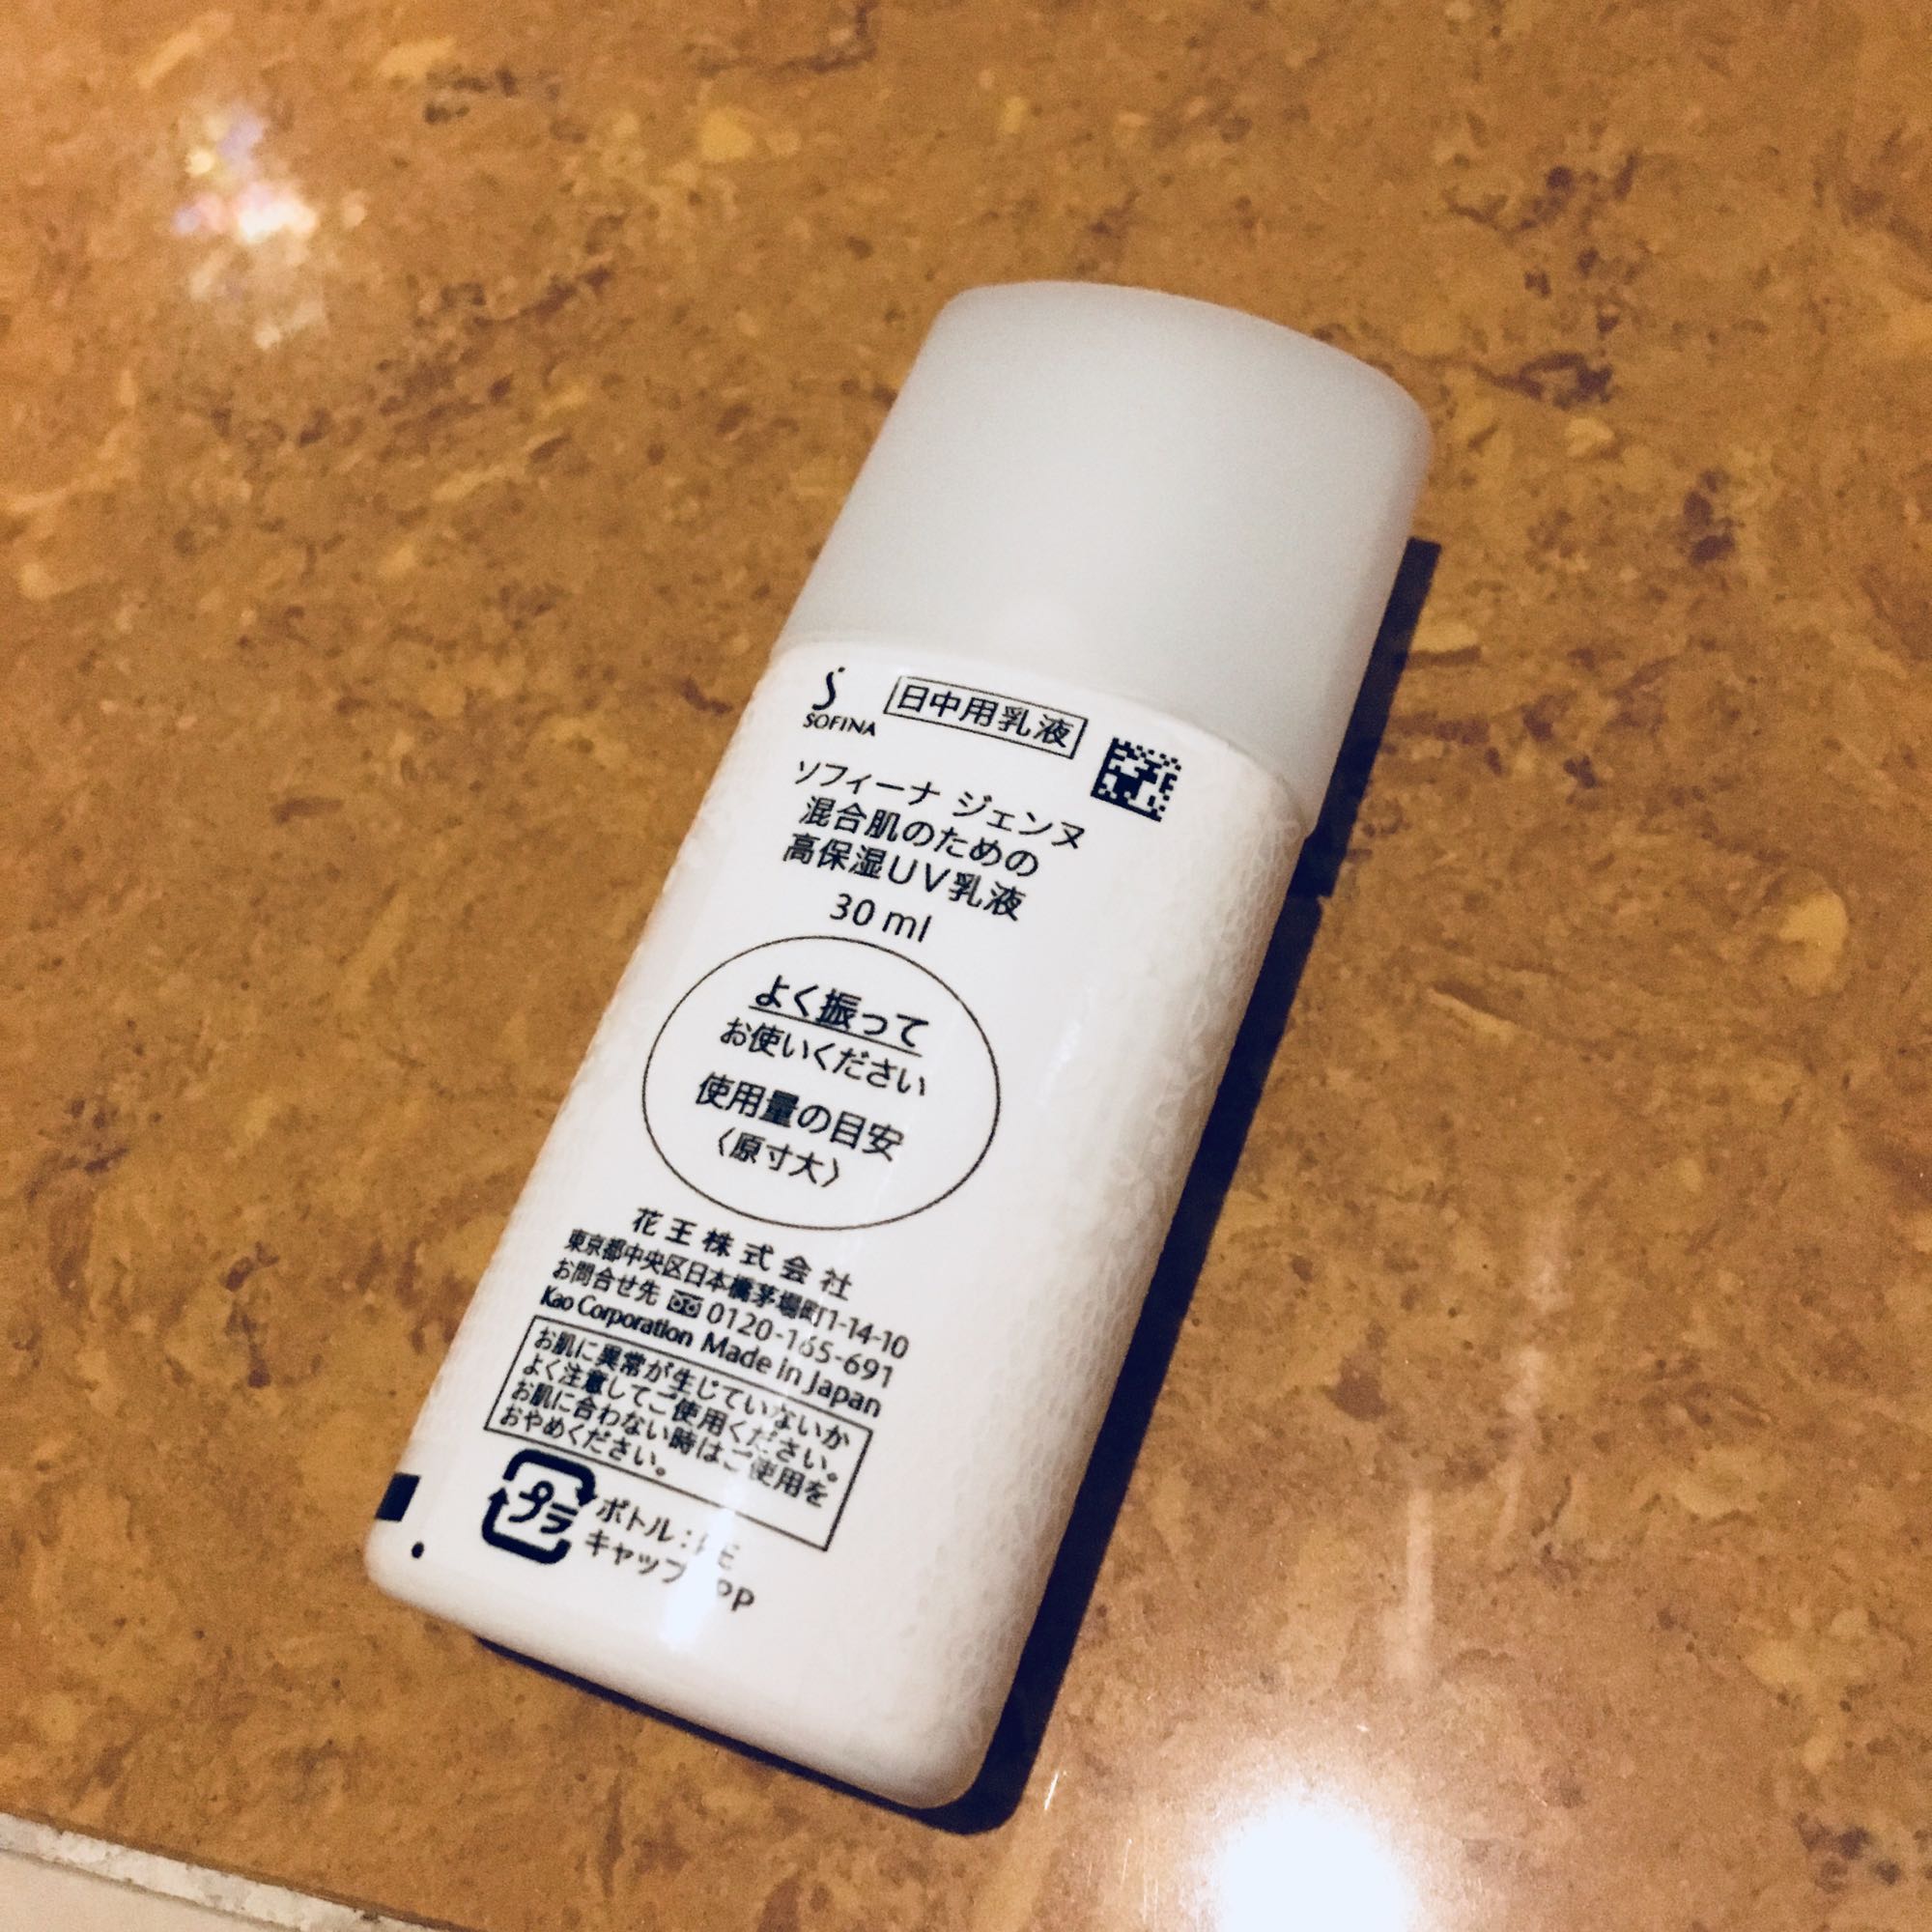 SOFINA
日中用乳液
ソフィーナ ジェンヌ
混合肌のための
高保湿UV乳液
30 ml
よく振って
お使いください
使用量の目安
〈原寸大〉
花王株式会社
東京都中央区日本橋茅場町1-14-10
お問合せ先 0120-165-691
Kao Corporation Made in Japan
お肌に異常が生じていないか
よく注意してご使用ください。
お肌に合わない時はご使用を
おやめください。
プラ
ボトル:PE
キャップ:PP